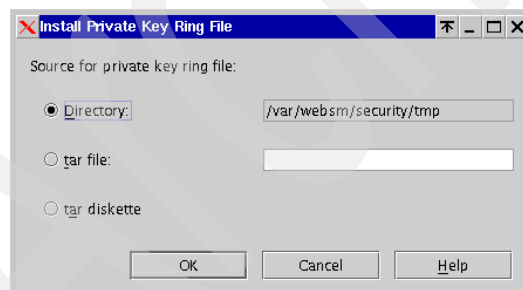 Install Private Key Ring File
Source for private key ring file:
Directory: /var/websm/security/tmp
tar file:
tar diskette
OK Cancel Help